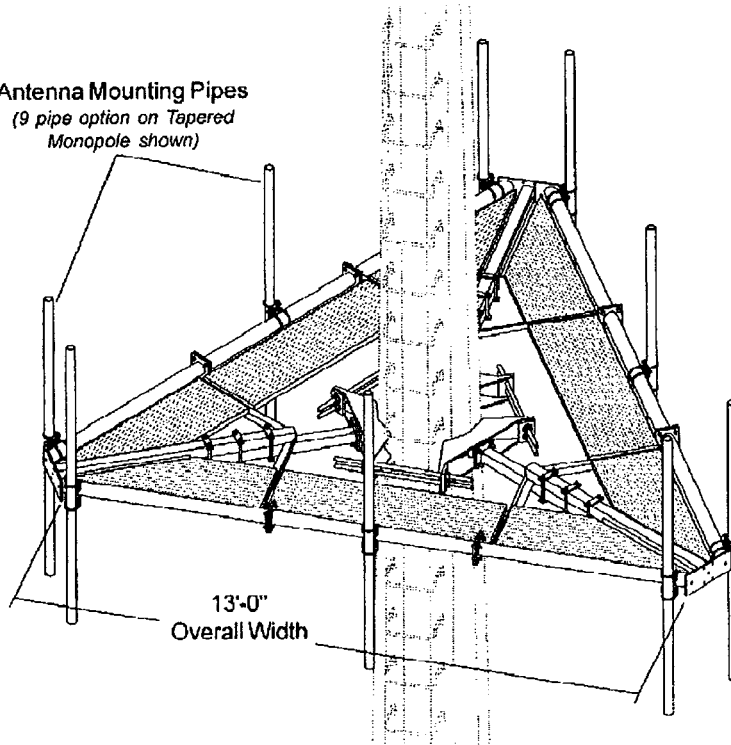 Antenna Mounting Pipes
(9 pipe option on Tapered
Monopole shown)
13'-0"
Overall Width